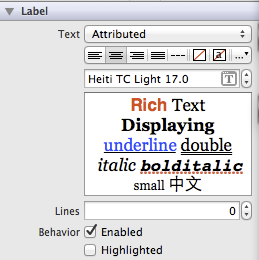 Label
Text Attributed
---
a ...
Heiti TC Light 17.0 T
Rich Text
Displaying
underline double
italic bolditalic
small 中文
Lines 0
Behavior Enabled
Highlighted